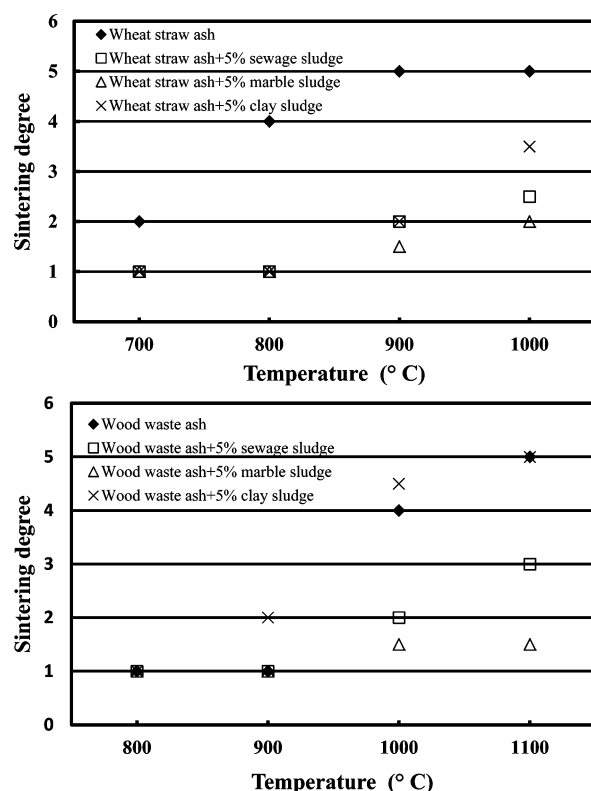 6
Wheat straw ash
Wheat straw ash+5% sewage sludge
5
Wheat straw ash+5% marble sludge
Wheat straw ash+5% clay sludge
4
3
2
1
0
Sintering degree
700 800 900 1000
Temperature (° C)
6
Wood waste ash
Wood waste ash+5% sewage sludge
5
Wood waste ash+5% marble sludge
Wood waste ash+5% clay sludge
4
3
2
1
0
Sintering degree
800 900 1000 1100
Temperature (° C)